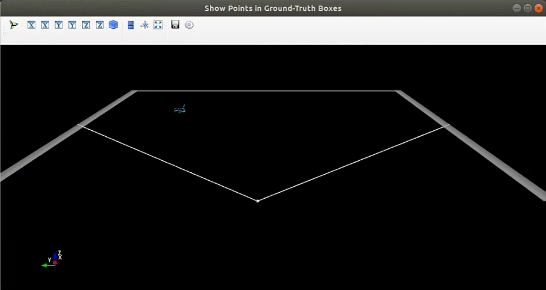 Show Points in Ground-Truth Boxes
X X Y Y Z Z
Z
Y X